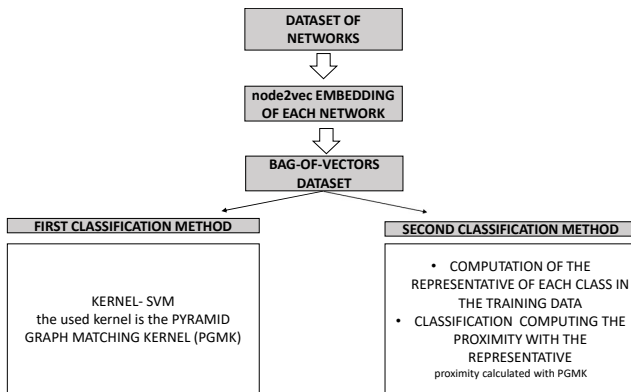 DATASET OF
NETWORKS
node2vec EMBEDDING
OF EACH NETWORK
BAG-OF-VECTORS
DATASET
FIRST CLASSIFICATION METHOD
KERNEL- SVM
the used kernel is the PYRAMID
GRAPH MATCHING KERNEL (PGMK)
SECOND CLASSIFICATION METHOD
• COMPUTATION OF THE
REPRESENTATIVE OF EACH CLASS IN
THE TRAINING DATA
• CLASSIFICATION COMPUTING THE
PROXIMITY WITH THE
REPRESENTATIVE
proximity calculated with PGMK